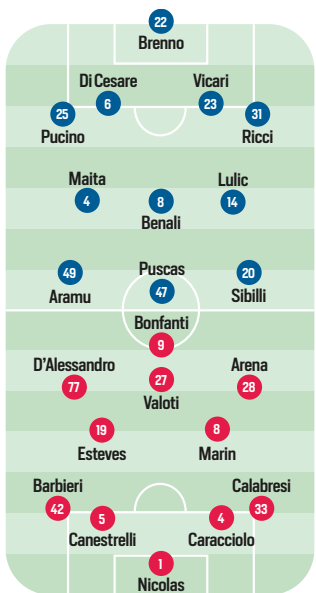 22
Brenno
Di Cesare
Vicari
6
23
25
31
Pucino
Ricci
Maita
Lulic
4
8
14
Benali
49
Puscas
20
Aramu
47
Sibilli
Bonfanti
9
D'Alessandro
Arena
77
27
28
Valoti
19
8
Esteves
Marin
Barbieri
Calabresi
42
5
4
33
Canestrelli
Caracciolo
1
Nicolas